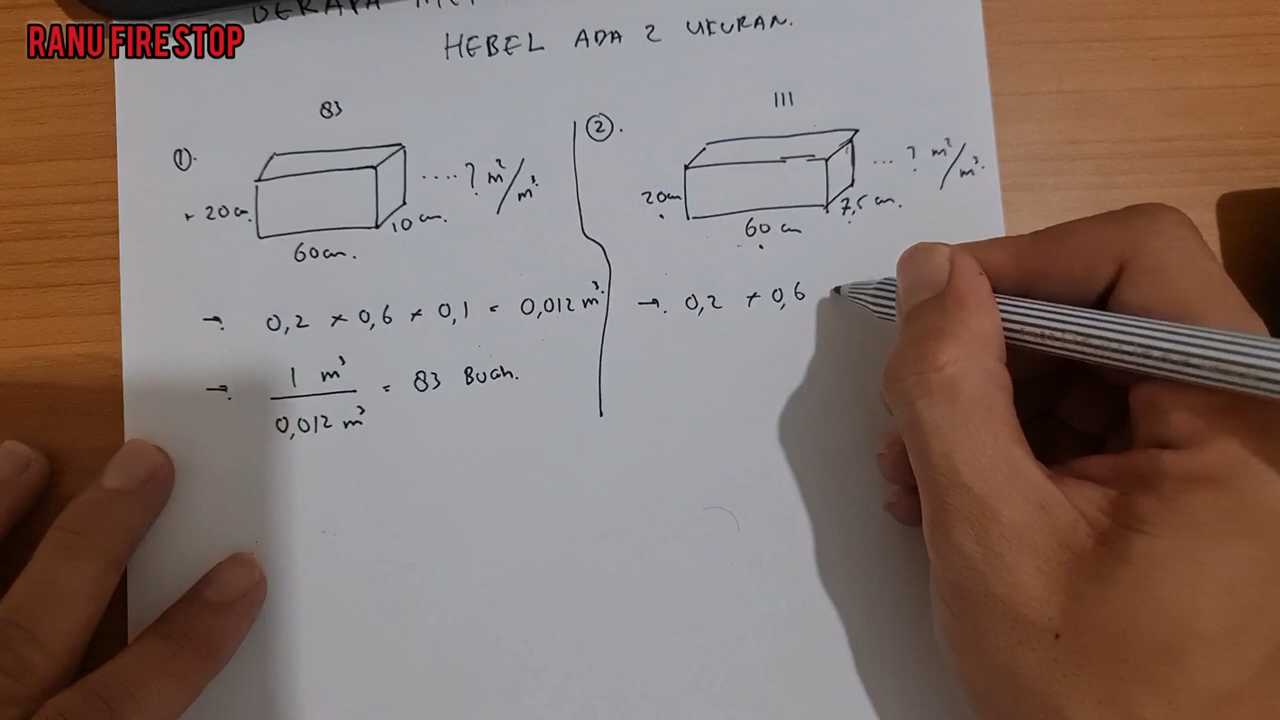 RANU FIRE STOP
HEBEL ADA 2 UKURAN.
83
①.
20cm.
60cm.
10 cm.
.... ? m²/m³.
→ 0,2 × 0,6 × 0,1 = 0,012 m³.
→ 1 m³ / 0,012 m³ = 83 Buah.
111
②.
20cm
60 cm
7,5 cm.
... ? m²/m³.
→. 0,2 × 0,6